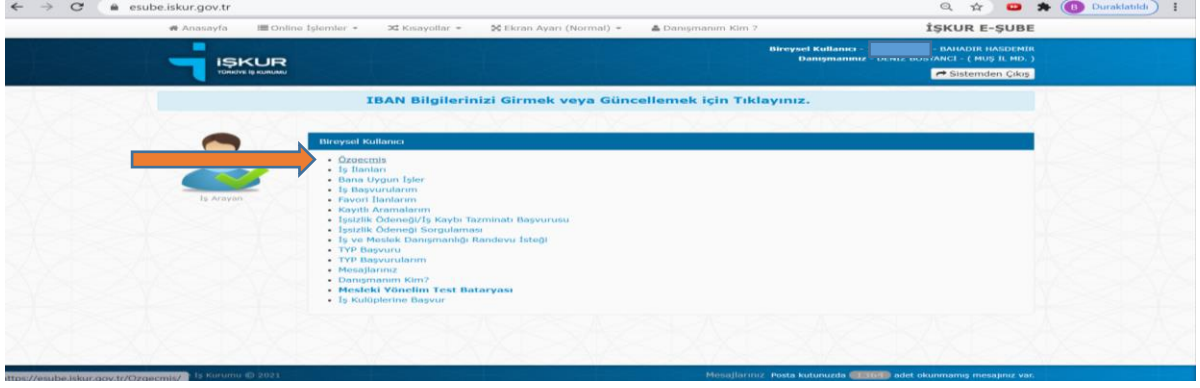 esube.iskur.gov.tr
B Duraklatıldı
Anasayfa Online İşlemler Kısayollar Ekran Ayarı (Normal) Danışmanım Kim ? İŞKUR E-ŞUBE
İŞKUR
TÜRKİYE İŞ KURUMU
Bireysel Kullanıcı - - BAHADIR HASDEMİR
Danışmanınız - DENİZ BOSTANCI - ( MUŞ İL MD. )
Sistemden Çıkış
IBAN Bilgilerinizi Girmek veya Güncellemek için Tıklayınız.
İş Arayan
Bireysel Kullanıcı
Özgeçmiş
İş İlanları
Bana Uygun İşler
İş Başvurularım
Favori İlanlarım
Kayıtlı Aramalarım
İşsizlik Ödeneği/İş Kaybı Tazminatı Başvurusu
İşsizlik Ödeneği Sorgulaması
İş ve Meslek Danışmanlığı Randevu İsteği
TYP Başvuru
TYP Başvurularım
Mesajlarınız
Danışmanım Kim?
Mesleki Yönelim Test Bataryası
İş Kulüplerine Başvur
https://esube.iskur.gov.tr/Ozgecmis/ İş Kurumu © 2021 Mesajlarınız Posta kutunuzda adet okunmamış mesajınız var.